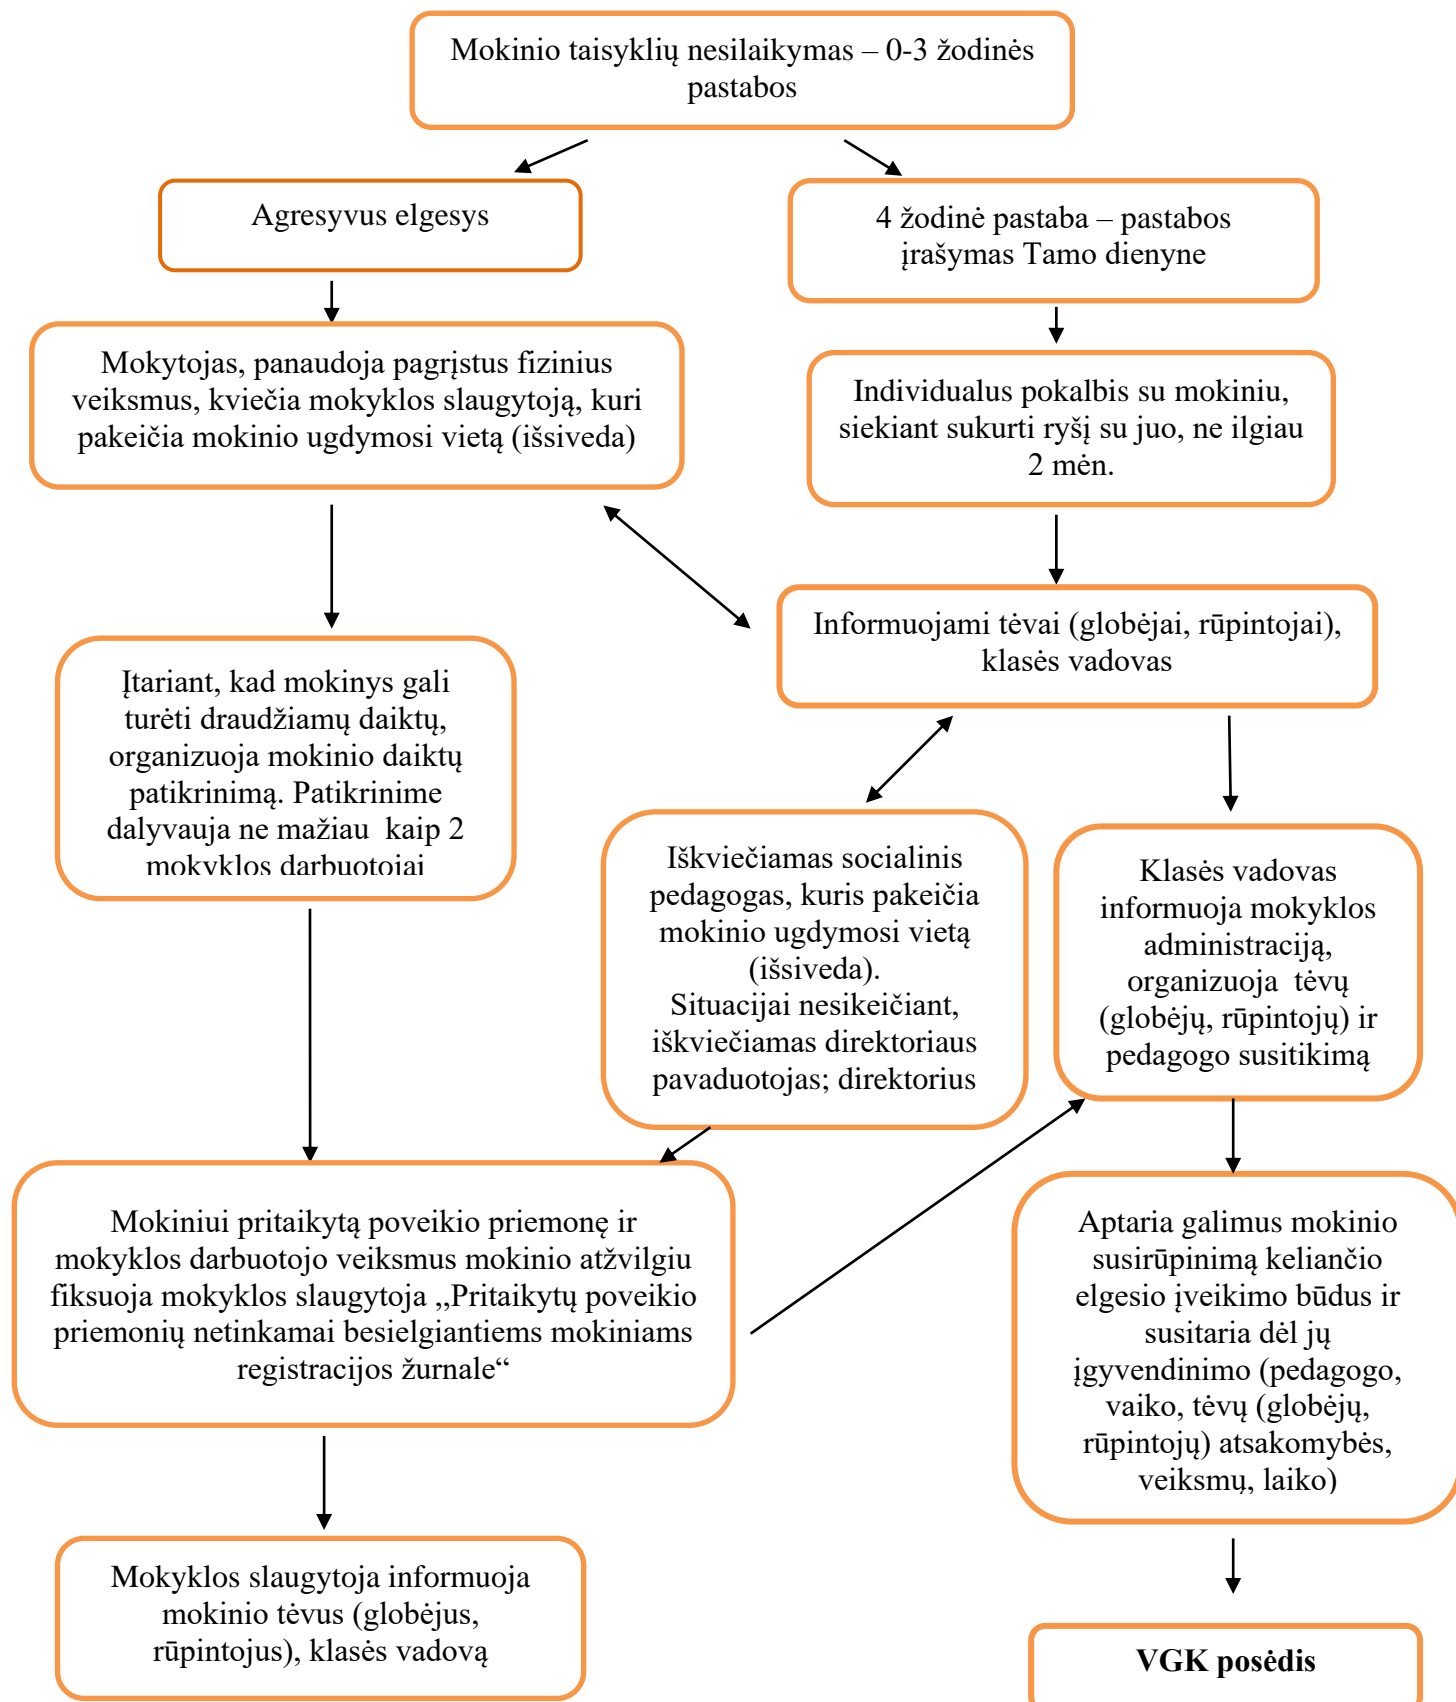 Mokinio taisyklių nesilaikymas – 0-3 žodinės
pastabos
Agresyvus elgesys
4 žodinė pastaba – pastabos
įrašymas Tamo dienyne
Mokytojas, panaudoja pagrįstus fizinius
veiksmus, kviečia mokyklos slaugytoją, kuri
pakeičia mokinio ugdymosi vietą (išsiveda)
Individualus pokalbis su mokiniu,
siekiant sukurti ryšį su juo, ne ilgiau
2 mėn.
Informuojami tėvai (globėjai, rūpintojai),
klasės vadovas
Įtariant, kad mokinys gali
turėti draudžiamų daiktų,
organizuoja mokinio daiktų
patikrinimą. Patikrinime
dalyvauja ne mažiau  kaip 2
mokyklos darbuotojai
Iškviečiamas socialinis
pedagogas, kuris pakeičia
mokinio ugdymosi vietą
(išsiveda).
Situacijai nesikeičiant,
iškviečiamas direktoriaus
pavaduotojas; direktorius
Klasės vadovas
informuoja mokyklos
administraciją,
organizuoja  tėvų
(globėjų, rūpintojų) ir
pedagogo susitikimą
Mokiniui pritaikytą poveikio priemonę ir
mokyklos darbuotojo veiksmus mokinio atžvilgiu
fiksuoja mokyklos slaugytoja ,,Pritaikytų poveikio
priemonių netinkamai besielgiantiems mokiniams
registracijos žurnale“
Aptaria galimus mokinio
susirūpinimą keliančio
elgesio įveikimo būdus ir
susitaria dėl jų
įgyvendinimo (pedagogo,
vaiko, tėvų (globėjų,
rūpintojų) atsakomybės,
veiksmų, laiko)
Mokyklos slaugytoja informuoja
mokinio tėvus (globėjus,
rūpintojus), klasės vadovą
VGK posėdis